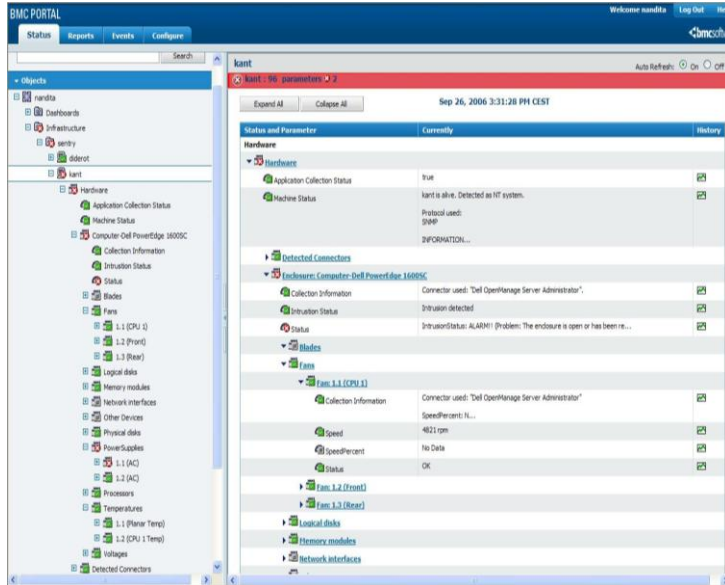 BMC PORTAL
Welcome nandita Log Out
Status Reports Events Configure
<bmcsoft
Search
Objects
nandita
Dashboards
Infrastructure
sentry
diderot
kant
Hardware
Application Collection Status
Machine Status
Computer-Dell PowerEdge 1600SC
Collection Information
Intrusion Status
Status
Blades
Fans
1.1 (CPU 1)
1.2 (Front)
1.3 (Rear)
Logical disks
Memory modules
Network interfaces
Other Devices
Physical disks
PowerSupplies
1.1 (AC)
1.2 (AC)
Processors
Temperatures
1.1 (Planar Temp)
1.2 (CPU 1 Temp)
Voltages
Detected Connectors
kant
Auto Refresh: On Off
kant : 96 parameters 2
Expand All Collapse All Sep 26, 2006 3:31:28 PM CEST
Status and Parameter Currently History
Hardware
Hardware
Application Collection Status true
Machine Status kant is alive. Detected as NT system.
Protocol used:
SNMP
INFORMATION...
Detected Connectors
Enclosure: Computer-Dell PowerEdge 1600SC
Collection Information Connector used: "Dell OpenManage Server Administrator".
Intrusion Status Intrusion detected
Status IntrusionStatus: ALARM!! (Problem: The enclosure is open or has been re...
Blades
Fans
Fan: 1.1 (CPU 1)
Collection Information Connector used: "Dell OpenManage Server Administrator"
SpeedPercent: N...
Speed 4821 rpm
SpeedPercent No Data
Status OK
Fan: 1.2 (Front)
Fan: 1.3 (Rear)
Logical disks
Memory modules
Network interfaces